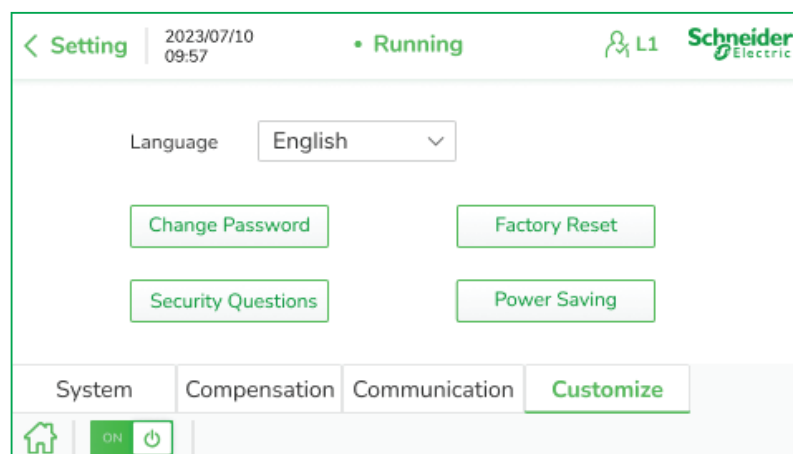 Setting 2023/07/10 • Running L1 Schneider
09:57 Electric
Language English
Change Password Factory Reset
Security Questions Power Saving
System Compensation Communication Customize
ON